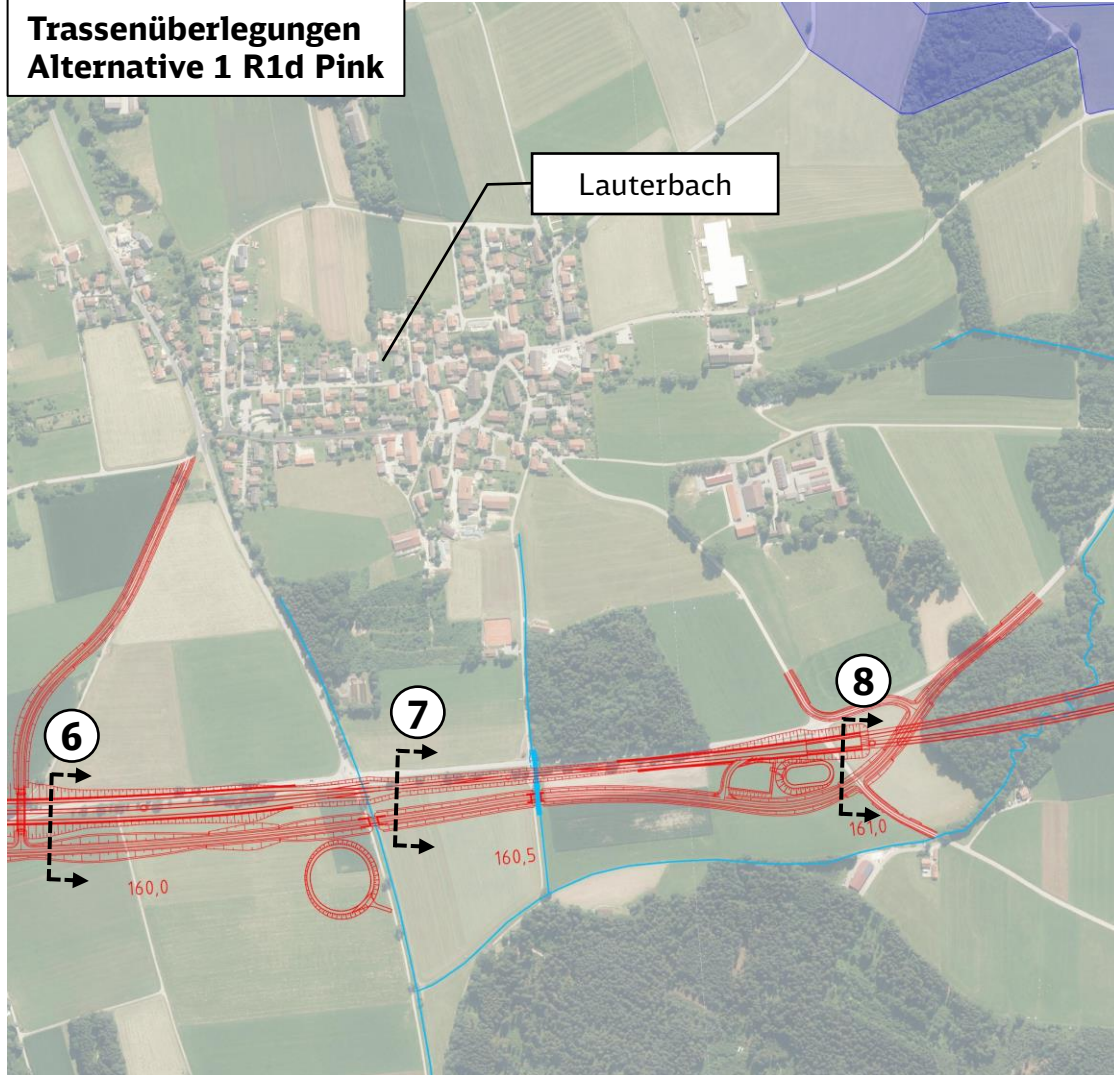 Trassenüberlegungen
Alternative 1 R1d Pink
Lauterbach
6
7
8
160,0
160,5
161,0